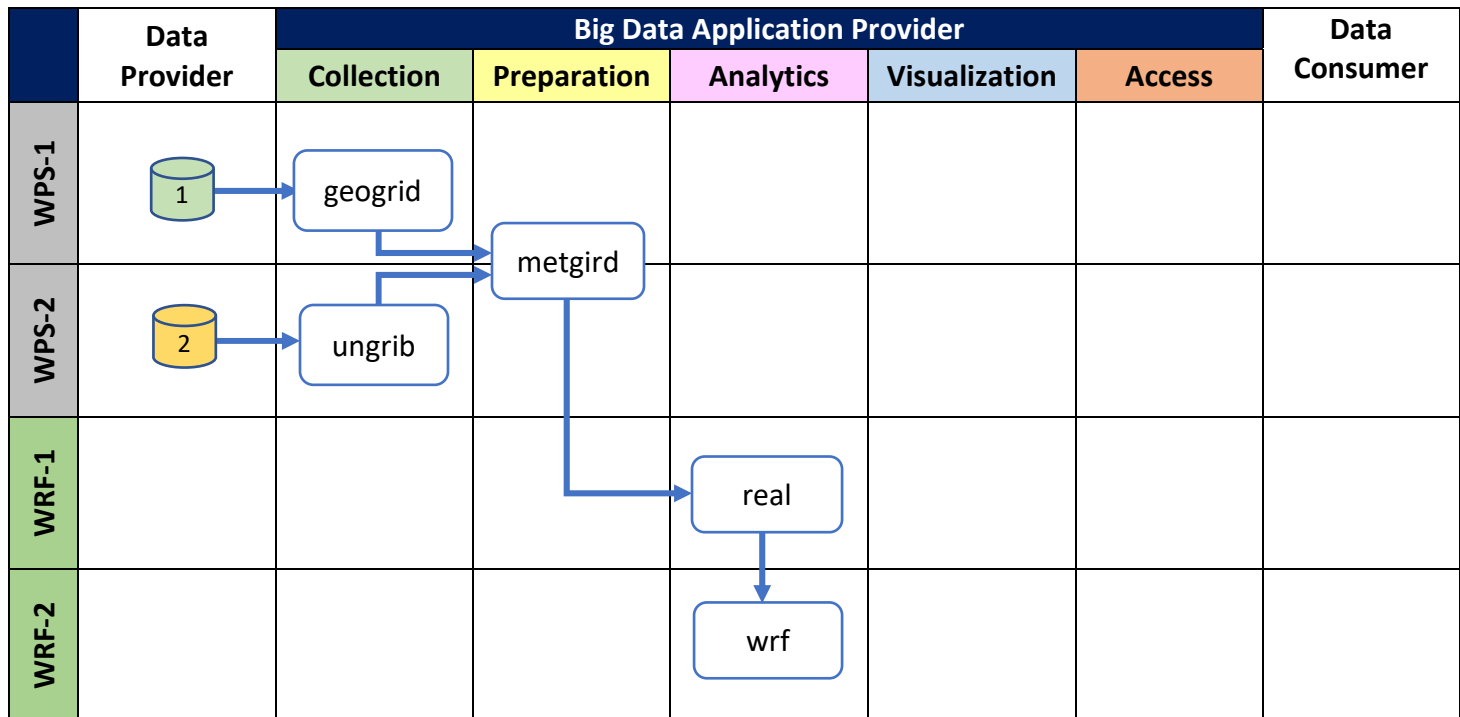 Data Provider
Big Data Application Provider
Data Consumer
Collection
Preparation
Analytics
Visualization
Access
WPS-1
1
geogrid
metgird
WPS-2
2
ungrib
WRF-1
real
WRF-2
wrf